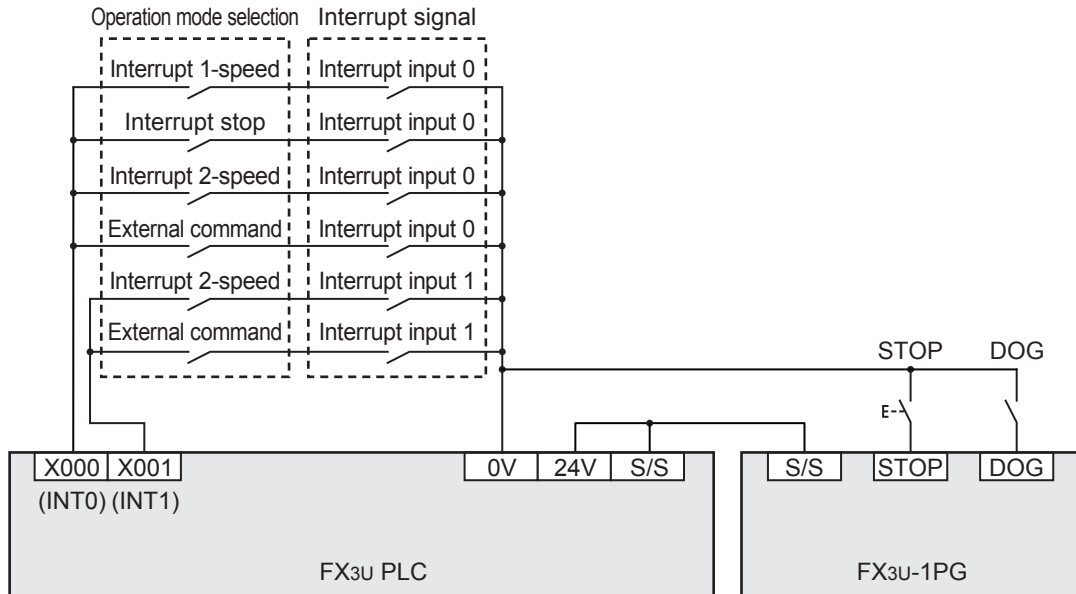 Operation mode selection Interrupt signal
Interrupt 1-speed Interrupt input 0
Interrupt stop Interrupt input 0
Interrupt 2-speed Interrupt input 0
External command Interrupt input 0
Interrupt 2-speed Interrupt input 1
External command Interrupt input 1
STOP DOG
E
X000 X001 0V 24V S/S S/S STOP DOG
(INT0) (INT1)
FX3U PLC FX3U-1PG